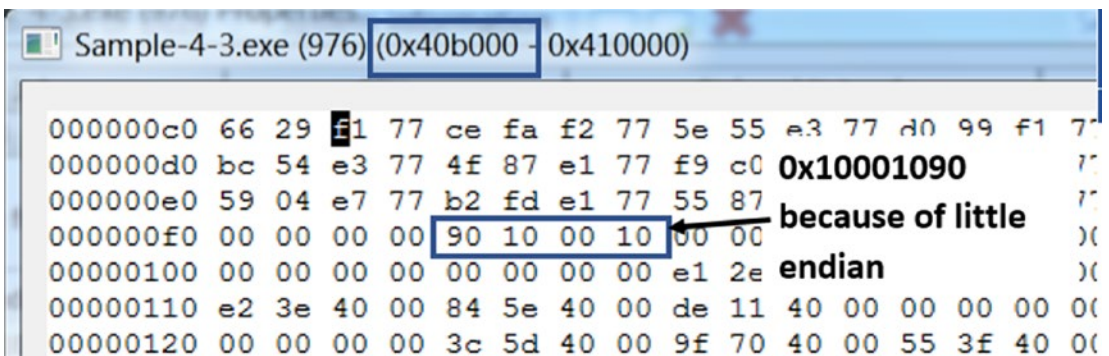 Sample-4-3.exe (976) (0x40b000 - 0x410000)
000000c0 66 29 f1 77 ce fa f2 77 5e 55 e3 77 d0 99 f1 77
000000d0 bc 54 e3 77 4f 87 e1 77 f9 c0
000000e0 59 04 e7 77 b2 fd e1 77 55 87
000000f0 00 00 00 00 90 10 00 10 00 00
00000100 00 00 00 00 00 00 00 00 e1 2e
00000110 e2 3e 40 00 84 5e 40 00 de 11 40 00 00 00 00 00
00000120 00 00 00 00 3c 5d 40 00 9f 70 40 00 55 3f 40 00
0x10001090
because of little
endian